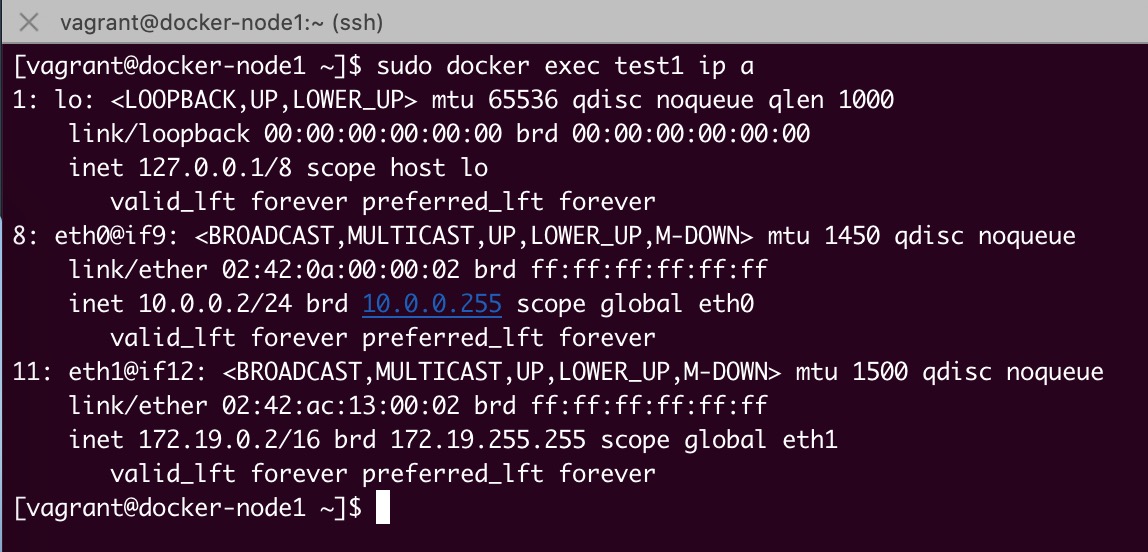 vagrant@docker-node1:~ (ssh)
[vagrant@docker-node1 ~]$ sudo docker exec test1 ip a
1: lo: <LOOPBACK,UP,LOWER_UP> mtu 65536 qdisc noqueue qlen 1000
    link/loopback 00:00:00:00:00:00 brd 00:00:00:00:00:00
    inet 127.0.0.1/8 scope host lo
       valid_lft forever preferred_lft forever
8: eth0@if9: <BROADCAST,MULTICAST,UP,LOWER_UP,M-DOWN> mtu 1450 qdisc noqueue
    link/ether 02:42:0a:00:00:02 brd ff:ff:ff:ff:ff:ff
    inet 10.0.0.2/24 brd 10.0.0.255 scope global eth0
       valid_lft forever preferred_lft forever
11: eth1@if12: <BROADCAST,MULTICAST,UP,LOWER_UP,M-DOWN> mtu 1500 qdisc noqueue
    link/ether 02:42:ac:13:00:02 brd ff:ff:ff:ff:ff:ff
    inet 172.19.0.2/16 brd 172.19.255.255 scope global eth1
       valid_lft forever preferred_lft forever
[vagrant@docker-node1 ~]$